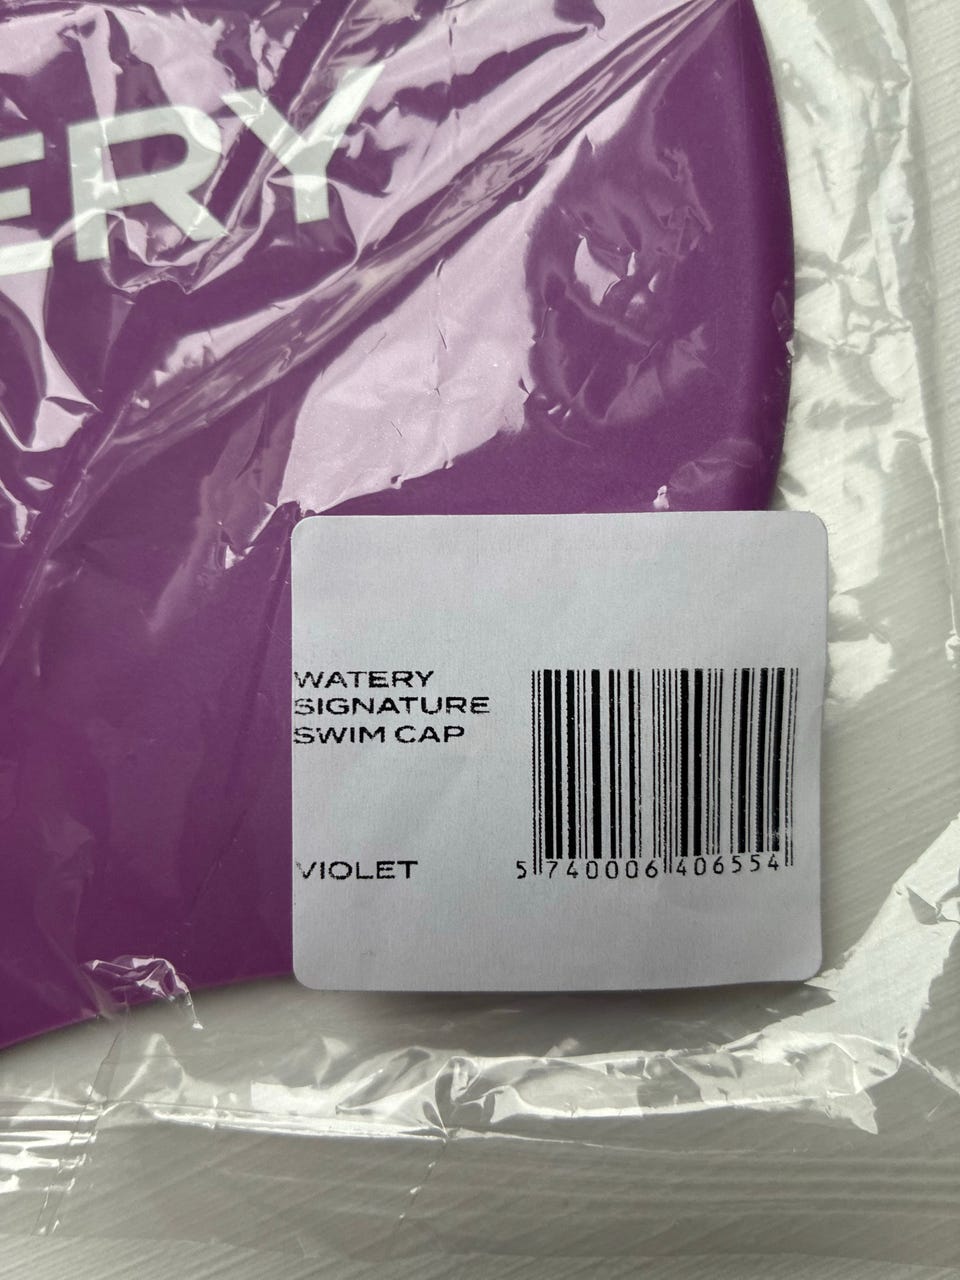 ERY
WATERY
SIGNATURE
SWIM CAP
VIOLET
5 740006 406554